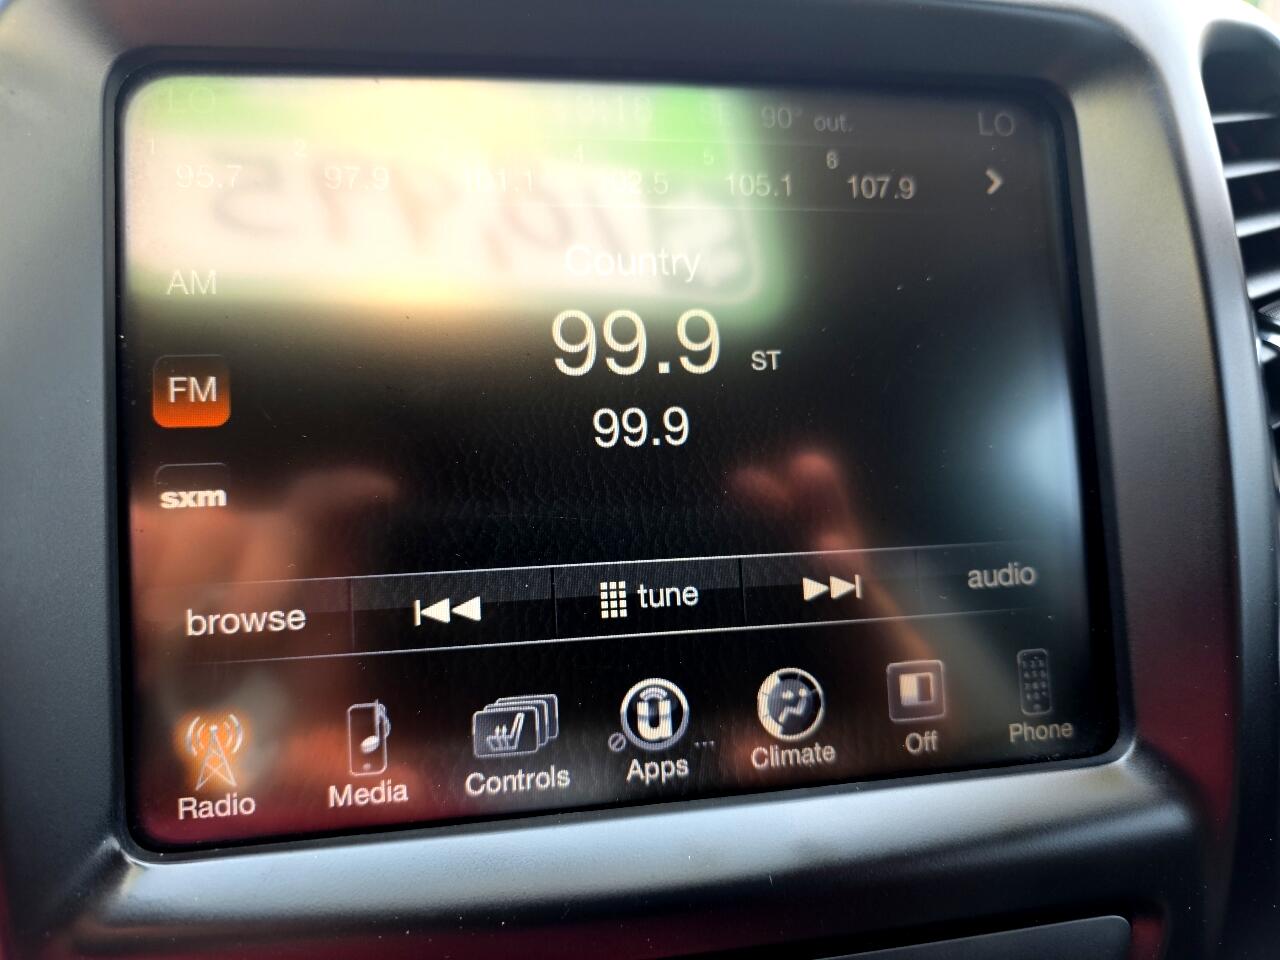 LO 90° out. LO
1 2 4 5 6
95.7 97.9 101.1 102.5 105.1 107.9
Country
AM
99.9 ST
FM
99.9
sxm
browse tune audio
Radio Media Controls Apps Climate Off Phone